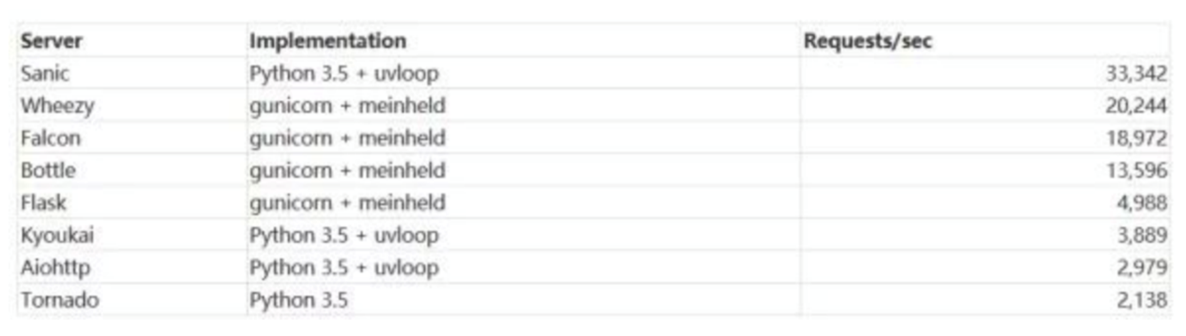 Server Implementation Requests/sec
Sanic Python 3.5 + uvloop 33,342
Wheezy gunicorn + meinheld 20,244
Falcon gunicorn + meinheld 18,972
Bottle gunicorn + meinheld 13,596
Flask gunicorn + meinheld 4,988
Kyoukai Python 3.5 + uvloop 3,889
Aiohttp Python 3.5 + uvloop 2,979
Tornado Python 3.5 2,138